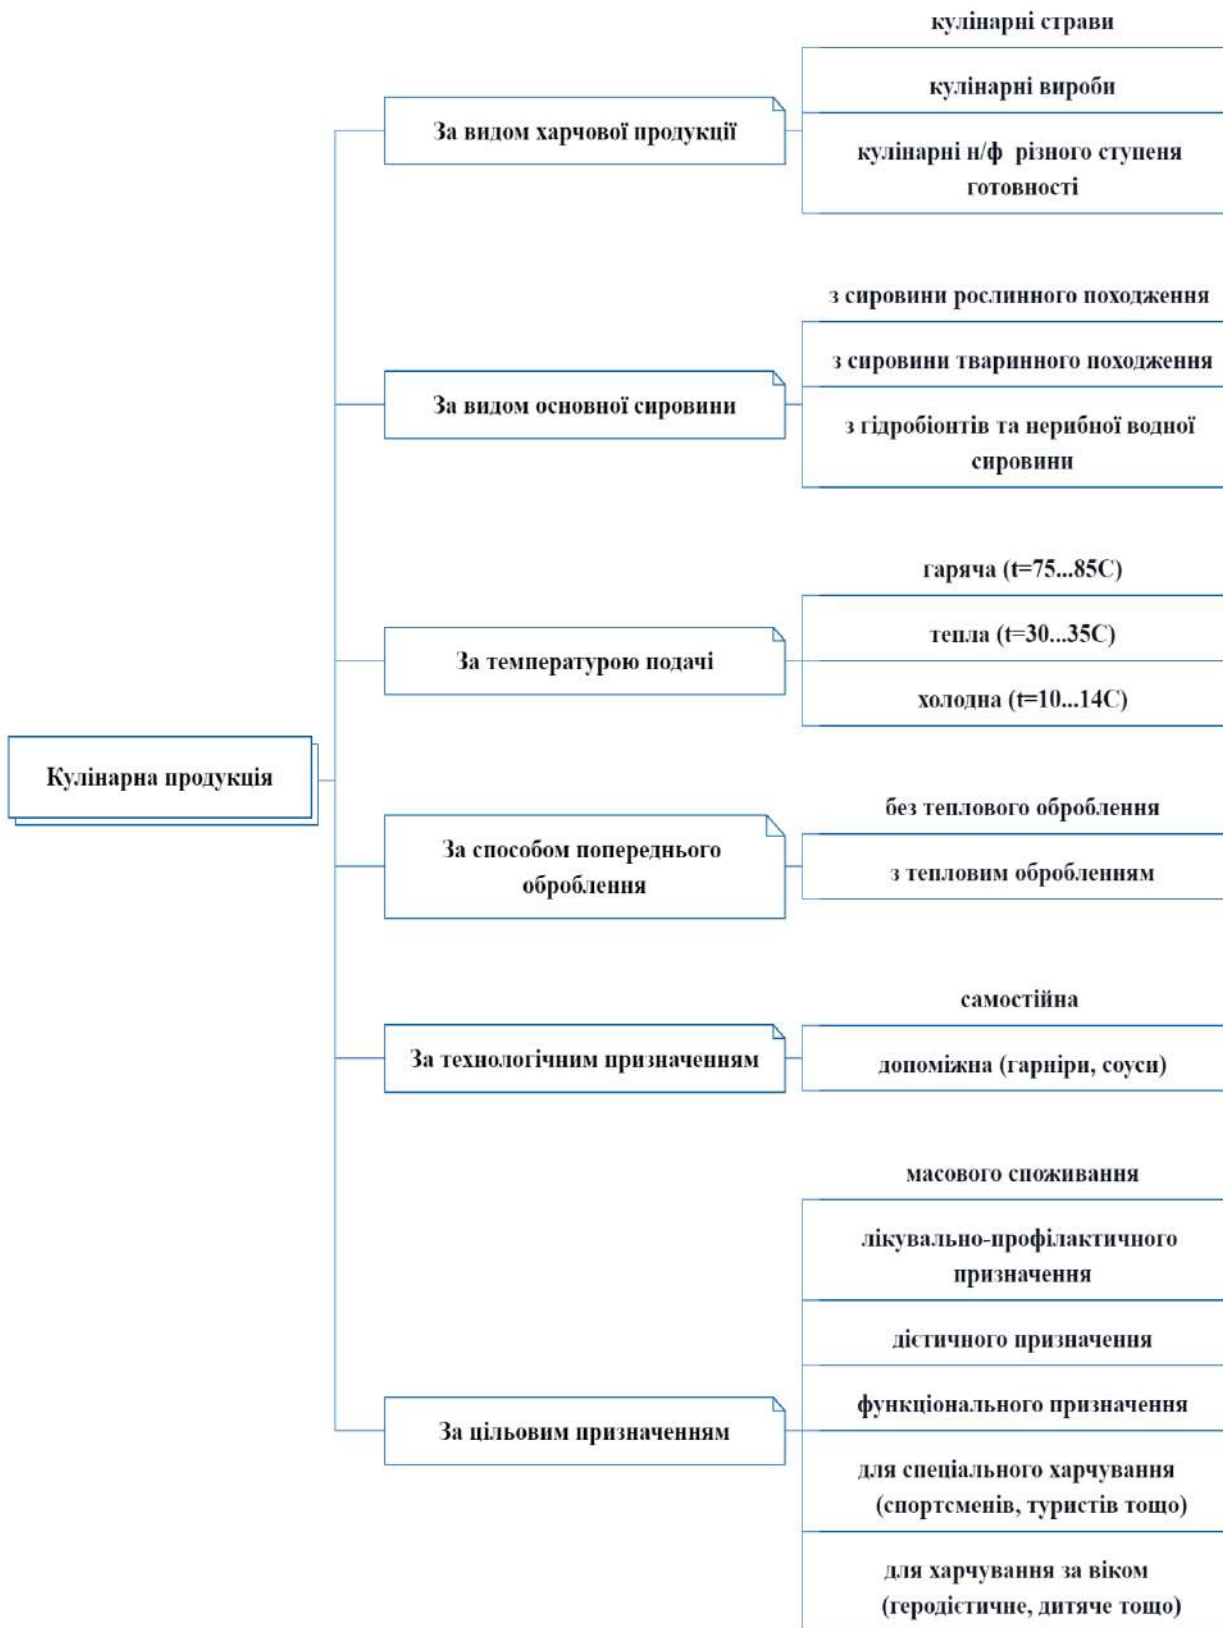 Кулінарна продукція
За видом харчової продукції
кулінарні страви
кулінарні вироби
кулінарні н/ф різного ступеня
готовності
За видом основної сировини
з сировини рослинного походження
з сировини тваринного походження
з гідробіонтів та нерибної водної
сировини
За температурою подачі
гаряча (t=75...85С)
тепла (t=30...35С)
холодна (t=10...14С)
За способом попереднього
оброблення
без теплового оброблення
з тепловим обробленням
За технологічним призначенням
самостійна
допоміжна (гарніри, соуси)
За цільовим призначенням
масового споживання
лікувально-профілактичного
призначення
дієтичного призначення
функціонального призначення
для спеціального харчування
(спортсменів, туристів тощо)
для харчування за віком
(геродієтичне, дитяче тощо)